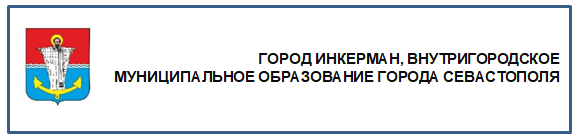 ГОРОД ИНКЕРМАН, ВНУТРИГОРОДСКОЕ
МУНИЦИПАЛЬНОЕ ОБРАЗОВАНИЕ ГОРОДА СЕВАСТОПОЛЯ